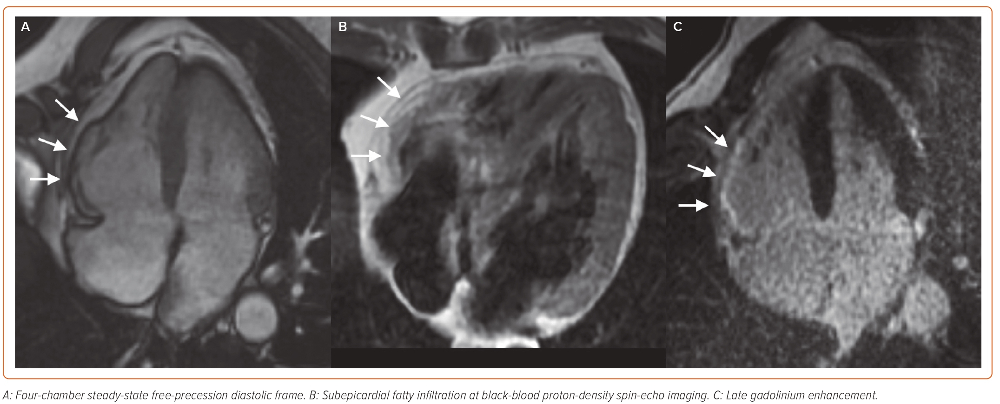 A
B
C
A: Four-chamber steady-state free-precession diastolic frame. B: Subepicardial fatty infiltration at black-blood proton-density spin-echo imaging. C: Late gadolinium enhancement.